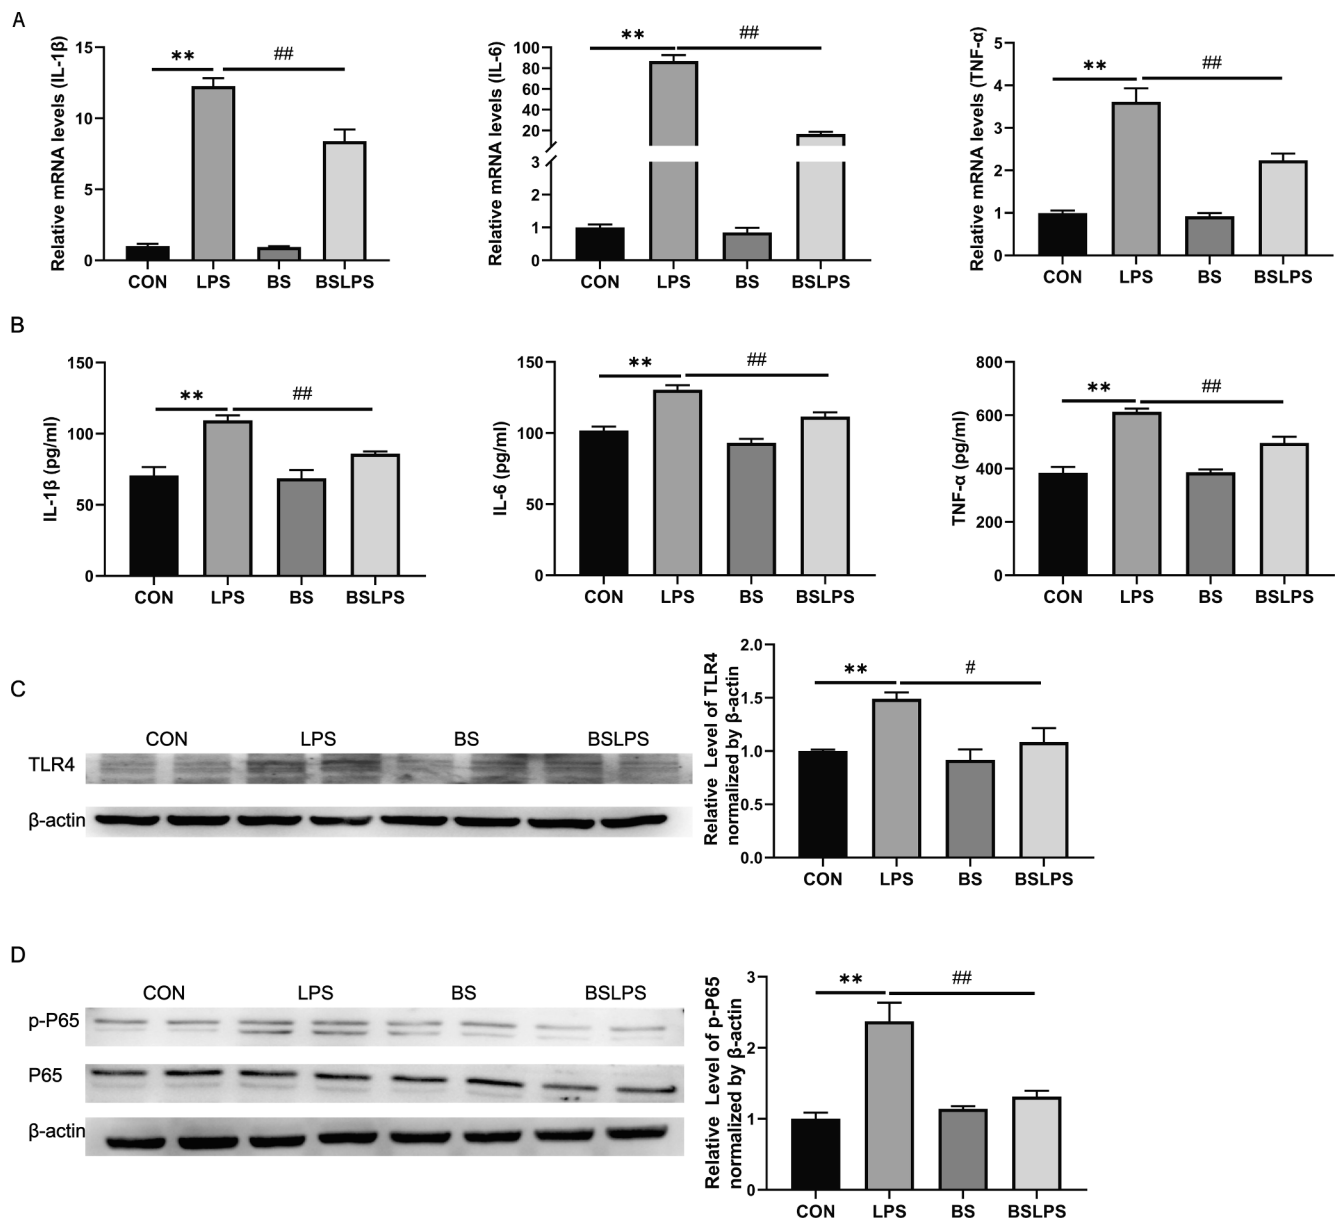 A
Relative mRNA levels (IL-1β)
15
10
5
0
** ##
CON LPS BS BSLPS
Relative mRNA levels (IL-6)
100
80
60
40
20
3
2
1
0
** ##
CON LPS BS BSLPS
Relative mRNA levels (TNF-α)
5
4
3
2
1
0
** ##
CON LPS BS BSLPS
B
IL-1β (pg/ml)
150
100
50
0
** ##
CON LPS BS BSLPS
IL-6 (pg/ml)
150
100
50
0
** ##
CON LPS BS BSLPS
TNF-α (pg/ml)
800
600
400
200
0
** ##
CON LPS BS BSLPS
C
CON LPS BS BSLPS
TLR4
β-actin
Relative Level of TLR4
normalized by β-actin
2.0
1.5
1.0
0.5
0.0
** #
CON LPS BS BSLPS
D
CON LPS BS BSLPS
p-P65
P65
β-actin
Relative Level of p-P65
normalized by β-actin
3
2
1
0
** ##
CON LPS BS BSLPS